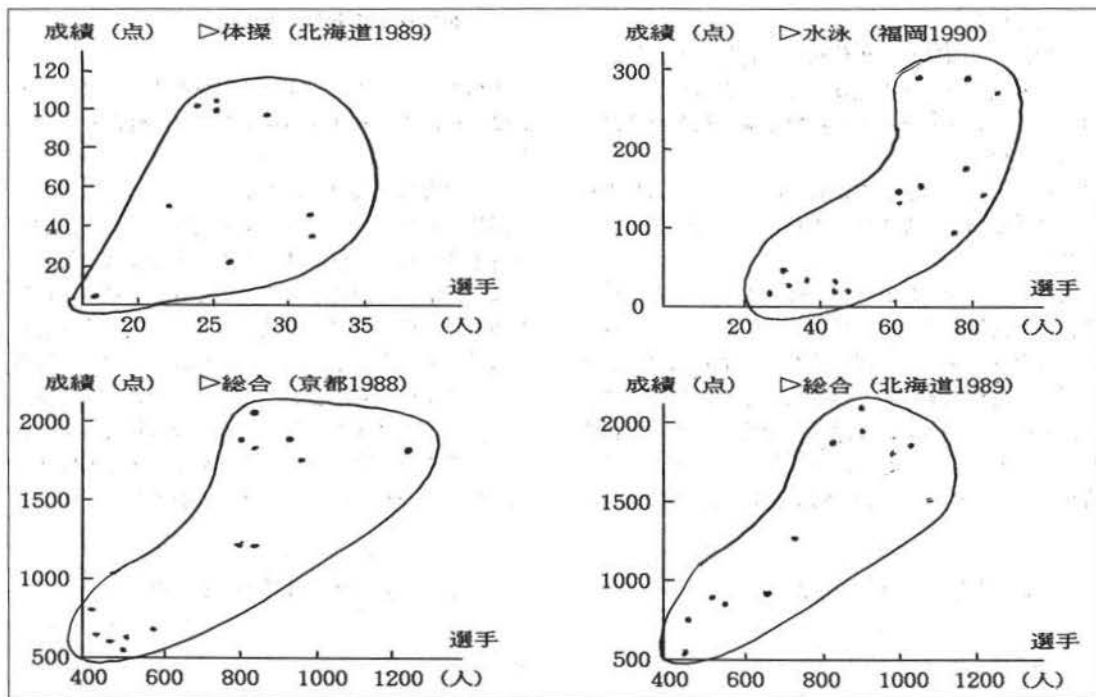 成績 (点) ▷体操 (北海道1989)
120
100
80
60
40
20
選手
20 25 30 35 (人)
成績 (点) ▷水泳 (福岡1990)
300
200
100
0
選手
20 40 60 80 (人)
成績 (点) ▷総合 (京都1988)
2000
1500
1000
500
選手
400 600 800 1000 1200 (人)
成績 (点) ▷総合 (北海道1989)
2000
1500
1000
500
選手
400 600 800 1000 1200 (人)